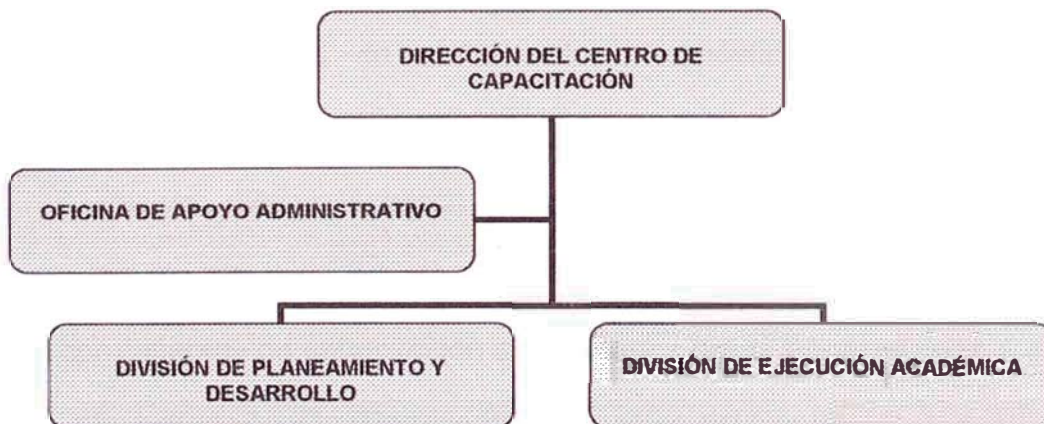 DIRECCIÓN DEL CENTRO DE
CAPACITACIÓN
OFICINA DE APOYO ADMINISTRATIVO
DIVISIÓN DE PLANEAMIENTO Y
DESARROLLO
DIVISIÓN DE EJECUCIÓN ACADÉMICA